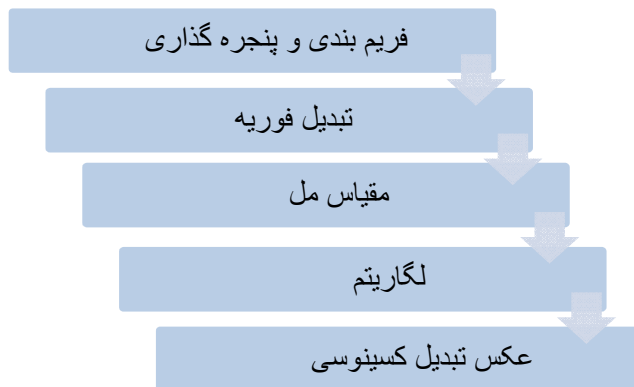 فریم بندی و پنجره گذاری
تبدیل فوریه
مقیاس مل
لگاریتم
عکس تبدیل کسینوسی